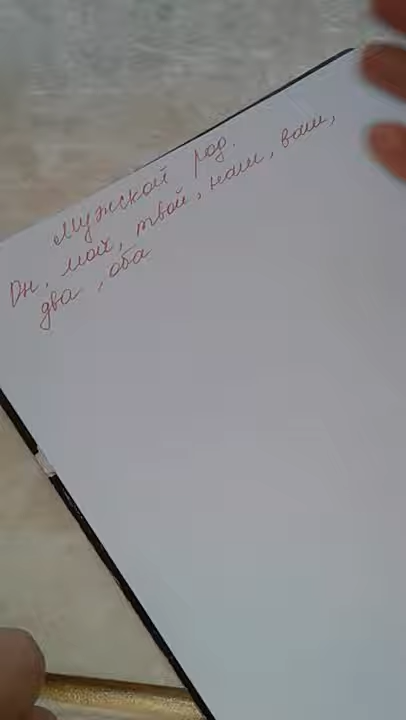 Мужской род.
Он, мой, твой, наш, ваш,
два, оба